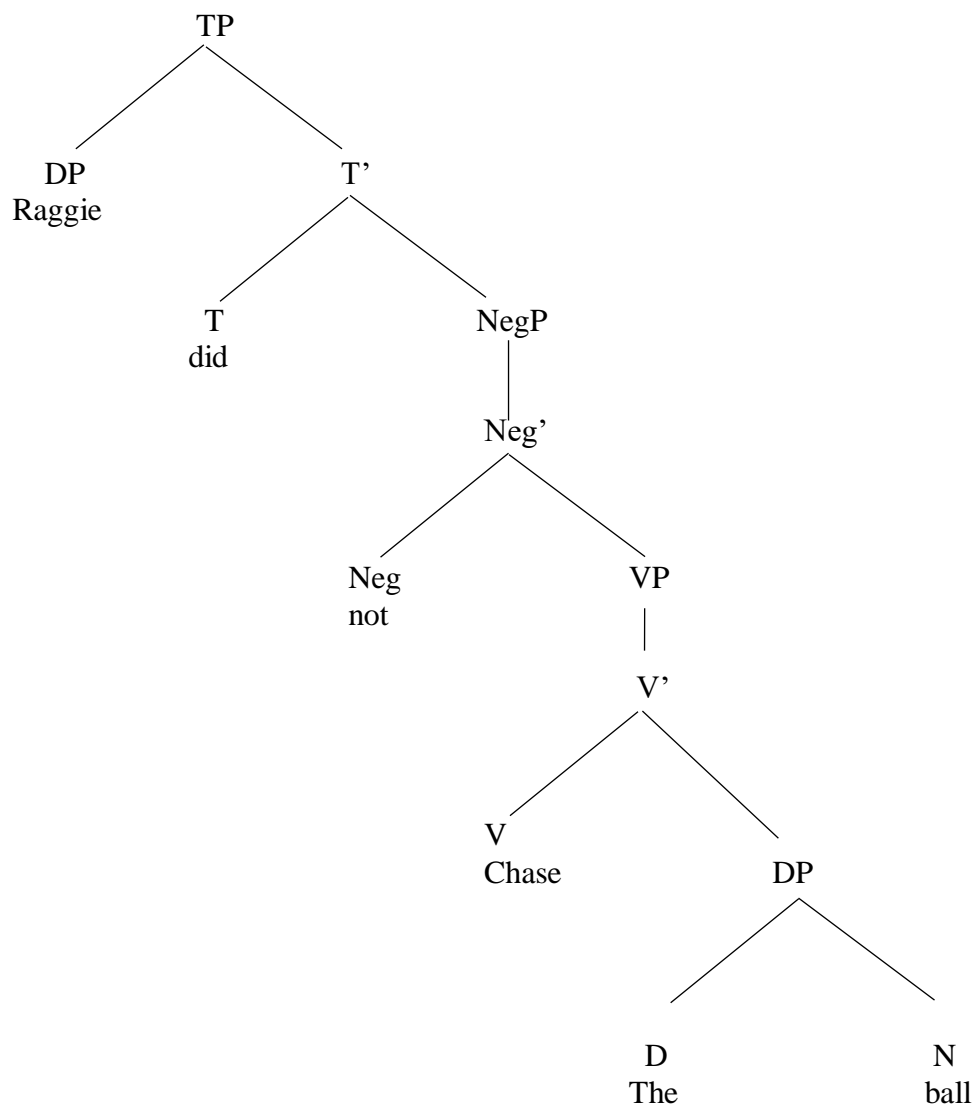 TP
DP
T’
Raggie
T
NegP
did
Neg’
Neg
VP
not
V’
V
Chase
DP
D
N
The
ball